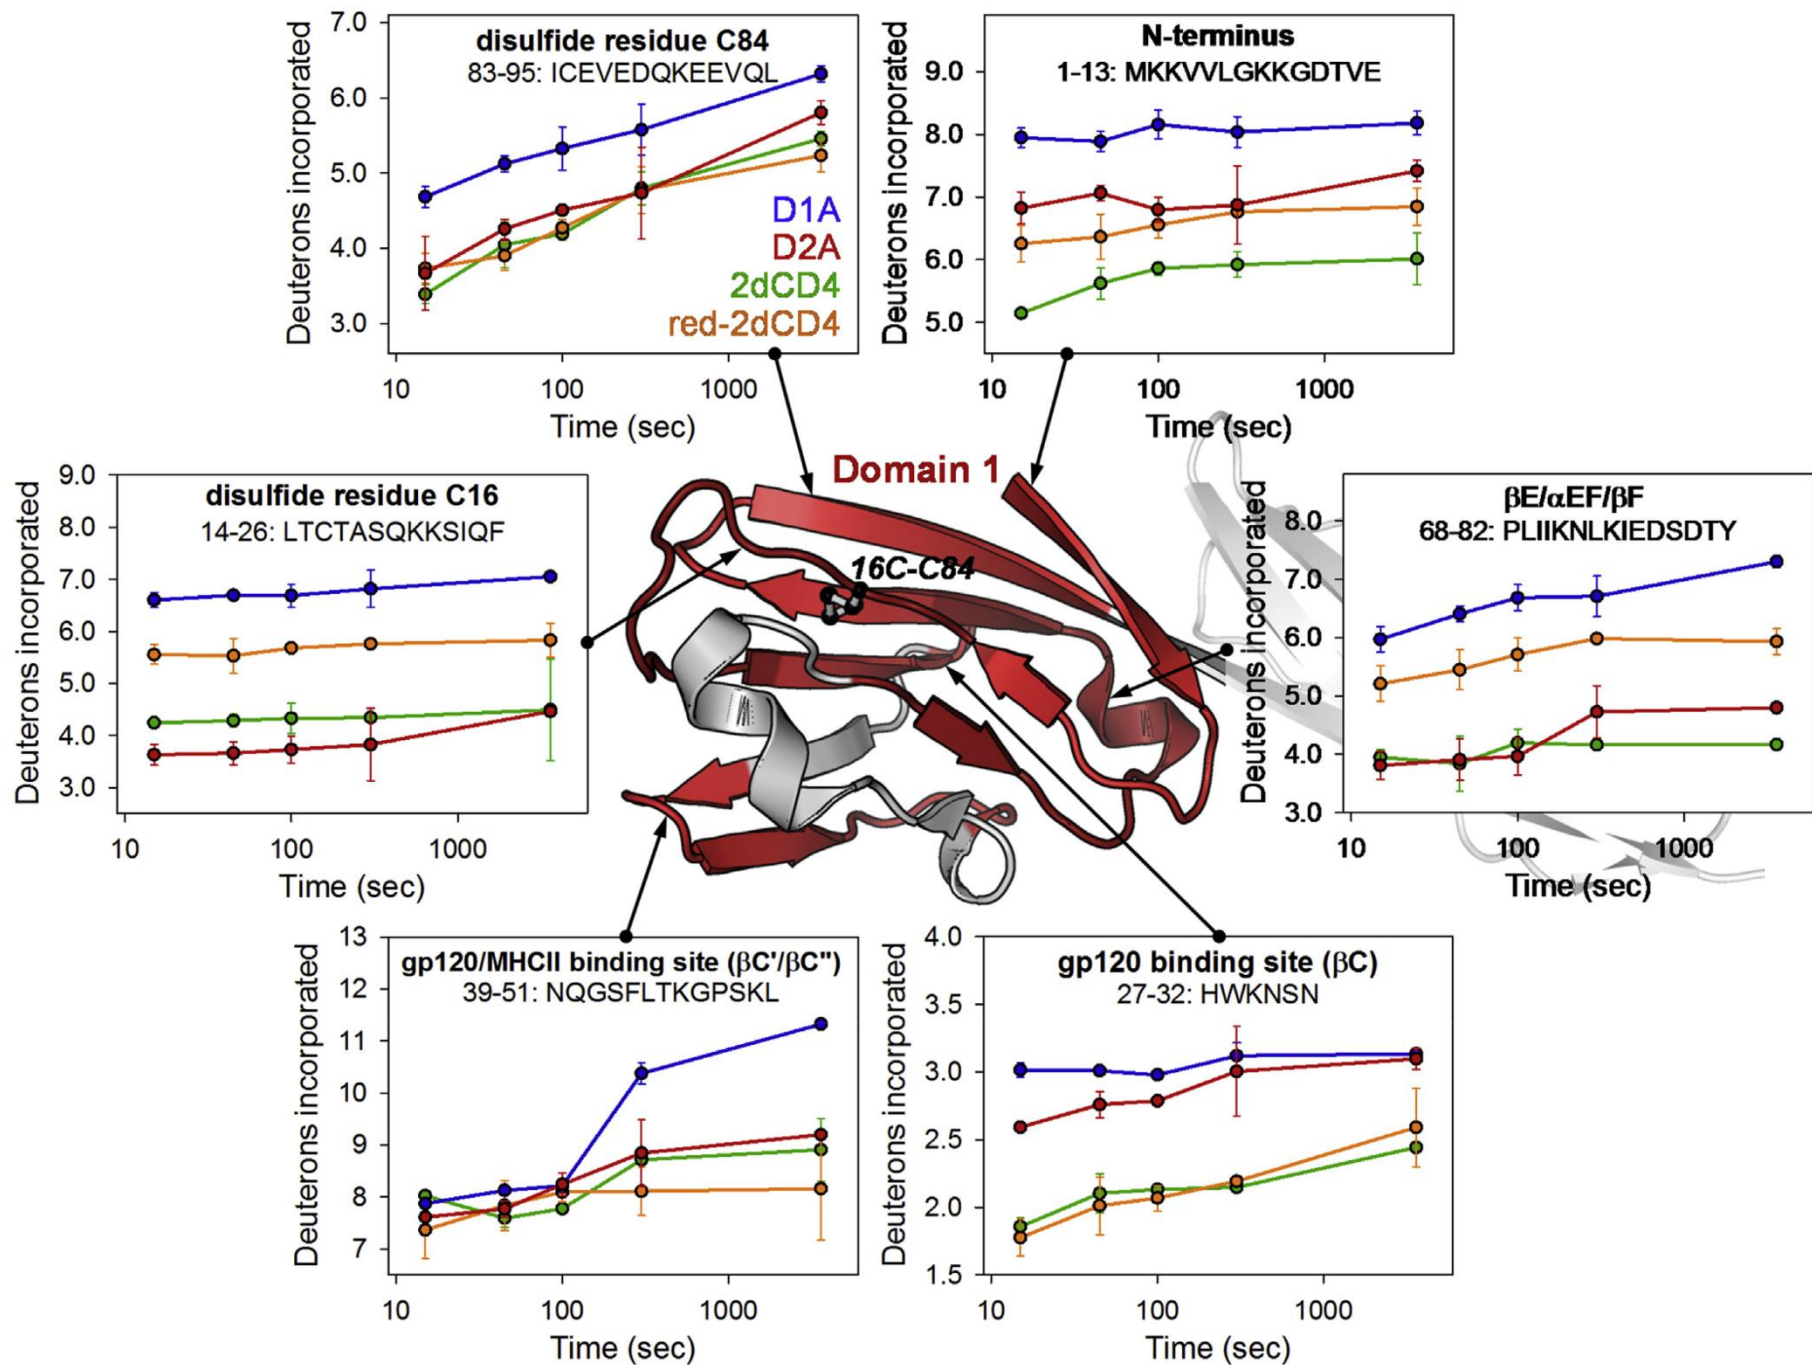 disulfide residue C84
83-95: ICEVEDQKEEVQL
Deuterons incorporated
7.0
6.0
5.0
4.0
3.0
D1A
D2A
2dCD4
red-2dCD4
10
100
1000
Time (sec)
N-terminus
1-13: MKKVVLGKKGDTVE
Deuterons incorporated
9.0
8.0
7.0
6.0
5.0
10
100
1000
Time (sec)
disulfide residue C16
14-26: LTCTASQKKSIQF
Deuterons incorporated
9.0
8.0
7.0
6.0
5.0
4.0
3.0
10
100
1000
Time (sec)
Domain 1
16C-C84
βE/αEF/βF
68-82: PLIIKNLKIEDSDTY
Deuterons incorporated
8.0
7.0
6.0
5.0
4.0
3.0
10
100
1000
Time (sec)
gp120/MHCII binding site (βC'/βC")
39-51: NQGSFLTKGPSKL
Deuterons incorporated
13
12
11
10
9
8
7
10
100
1000
Time (sec)
gp120 binding site (βC)
27-32: HWKNSN
Deuterons incorporated
4.0
3.5
3.0
2.5
2.0
1.5
10
100
1000
Time (sec)